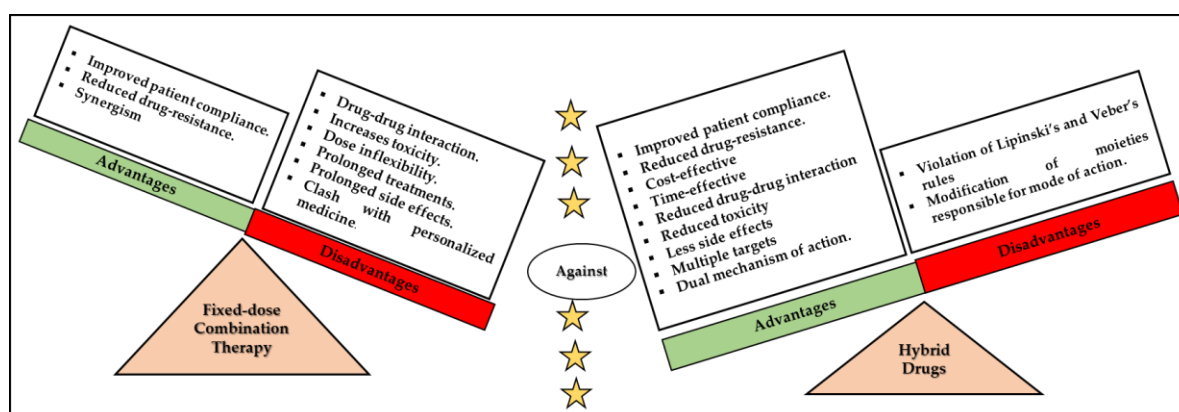 Improved patient compliance.
Reduced drug-resistance.
Synergism
Advantages
Drug-drug interaction.
Increases toxicity.
Dose inflexibility.
Prolonged treatments.
Prolonged side effects.
Clash with personalized
medicine.
Disadvantages
Fixed-dose
Combination
Therapy
Against
Improved patient compliance.
Reduced drug-resistance.
Cost-effective
Time-effective
Reduced drug-drug interaction
Reduced toxicity
Less side effects
Multiple targets
Dual mechanism of action.
Advantages
Violation of Lipinski's and Veber's
rules
Modification of moieties
responsible for mode of action.
Disadvantages
Hybrid
Drugs